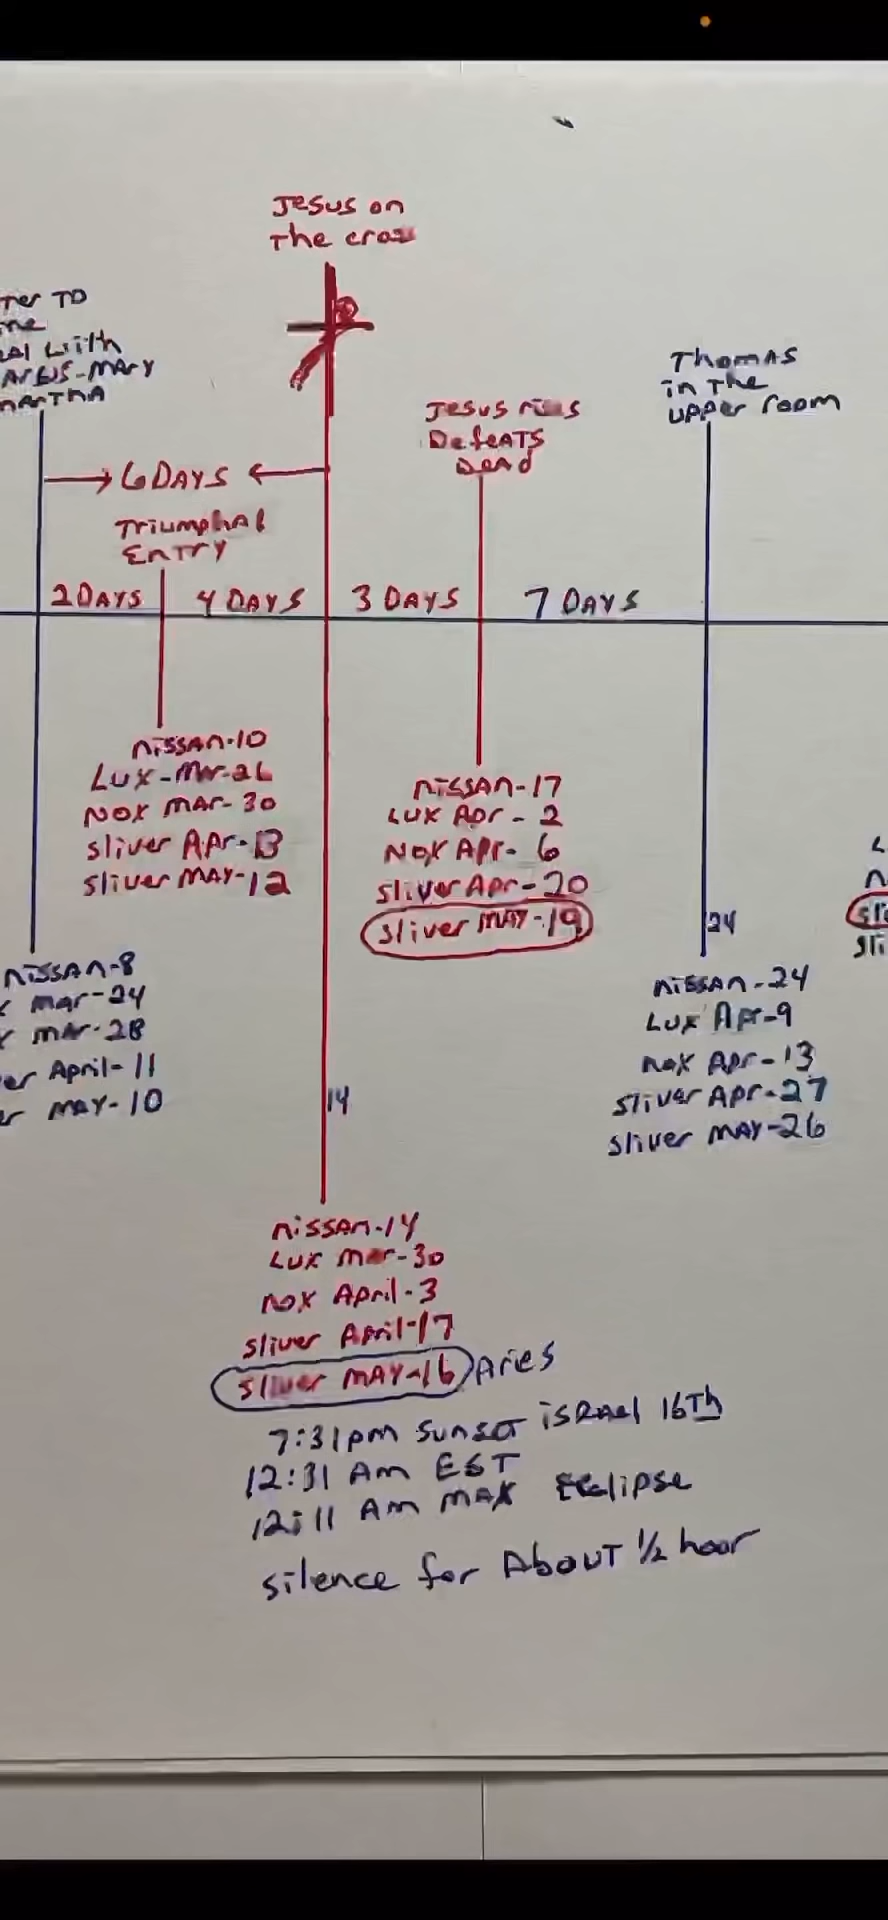 Jesus on
The cross
TO
with
MARY
MARTHA
6 DAYS
TriumphAl
ENTRY
Jesus rises
DefeATS
Dead
ThomAS
in The
UPPer room
2 DAYS
4 DAYS
3 DAYS
7 DAYS
nissAn-10
LUX-Mar-26
NOX MAR-30
sliver APr-13
sliver MAY-12
nissAn-17
LUX Apr-2
NOX Apr-6
sliver Apr-20
sliver MAY-19
24
nissAn-8
mar-24
mAr-28
April-11
MAY-10
nissAn-24
LUX Apr-9
nox Apr-13
sliver Apr-27
sliver MAY-26
14
nissAn-14
LUX mar-30
nox April-3
sliver April-17
sliver MAY-16 Aries
7:31pm sunset isRael 16Th
12:31 Am EST
12:11 Am mAX Eclipse
silence for About 1/2 hoor